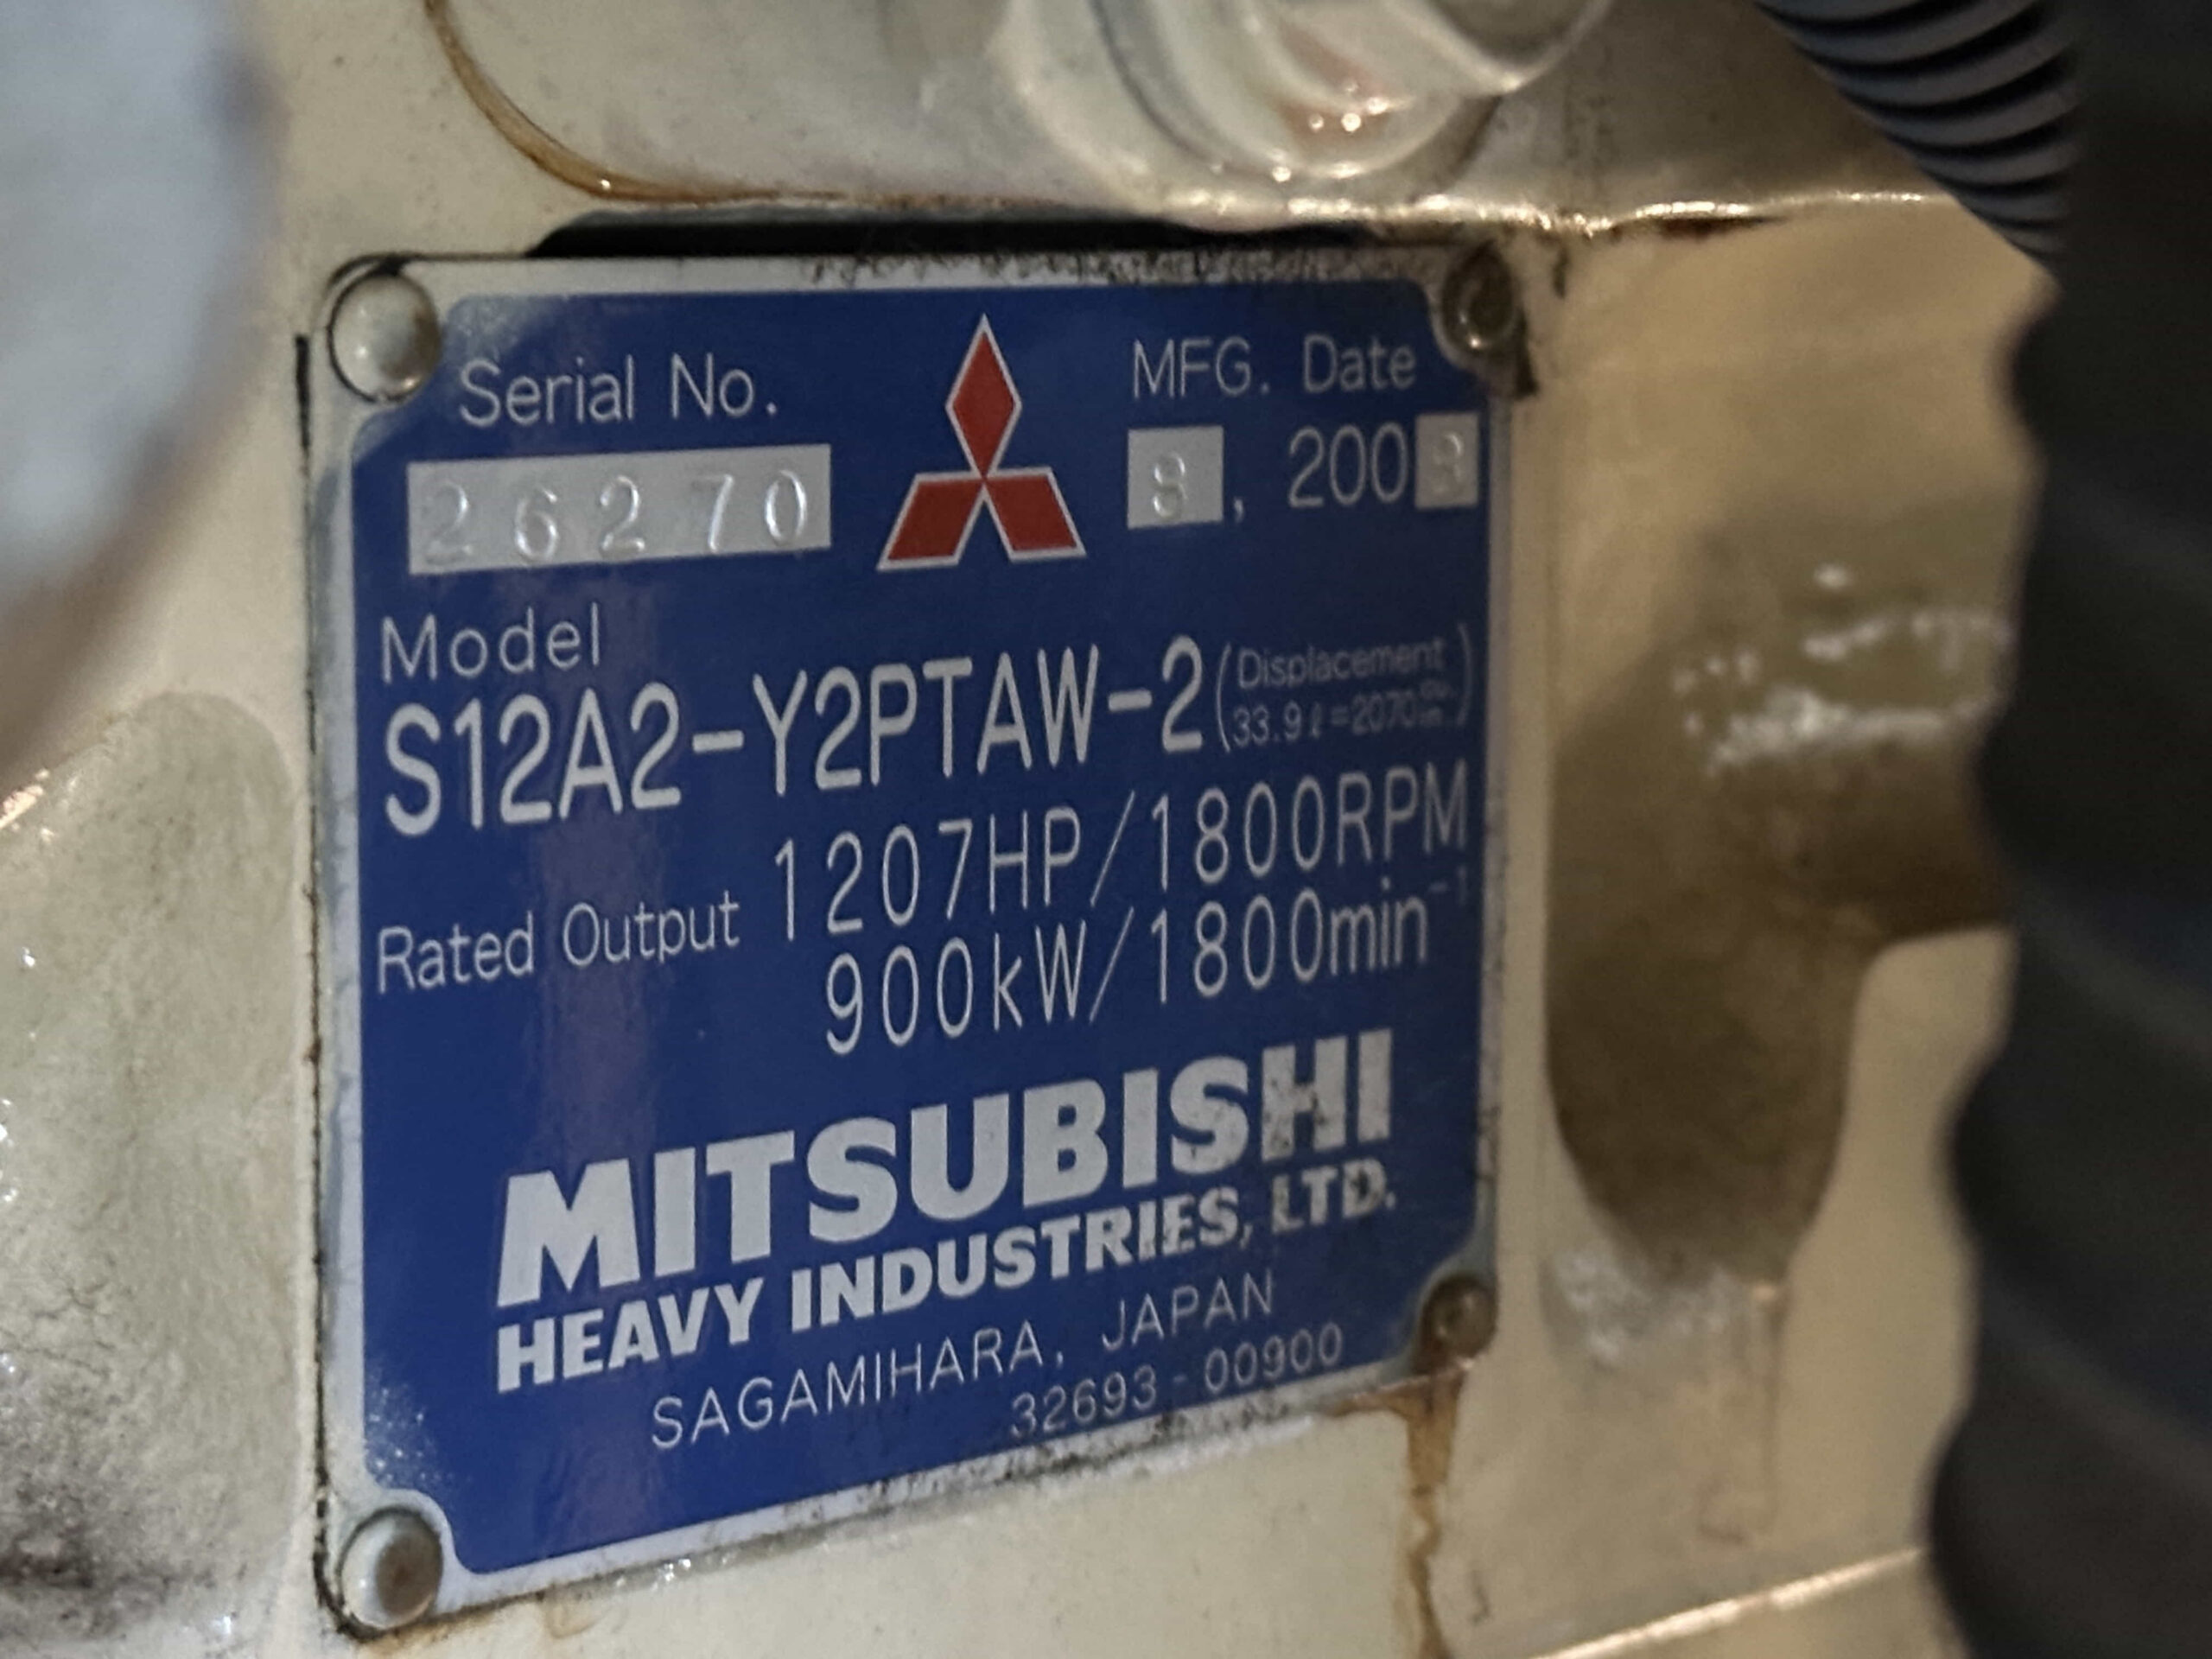 Serial No.
26270
MFG. Date
8, 200
Model
S12A2-Y2PTAW-2 (Displacement 33.9ℓ=2070cu.in.)
Rated Output 1207HP/1800RPM
900kW/1800min⁻¹
MITSUBISHI
HEAVY INDUSTRIES, LTD.
SAGAMIHARA, JAPAN
32693-00900